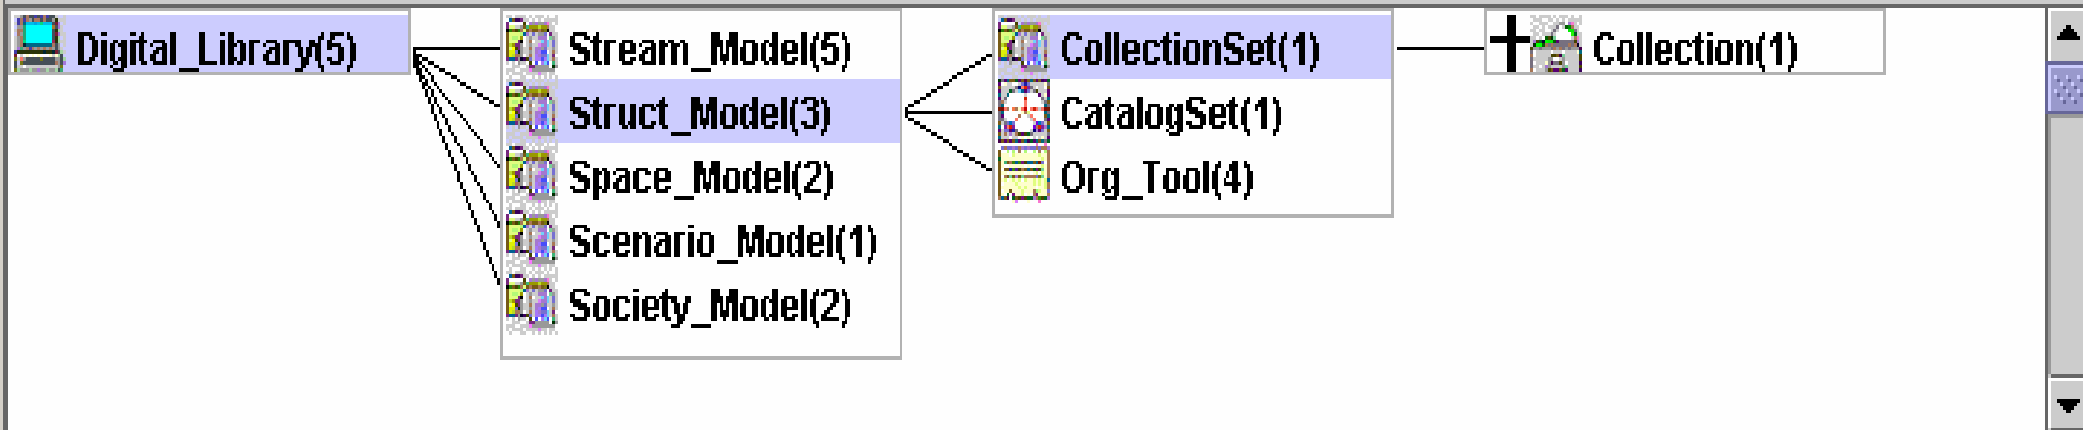 Digital_Library(5)
Stream_Model(5)
Struct_Model(3)
Space_Model(2)
Scenario_Model(1)
Society_Model(2)
CollectionSet(1)
CatalogSet(1)
Org_Tool(4)
Collection(1)